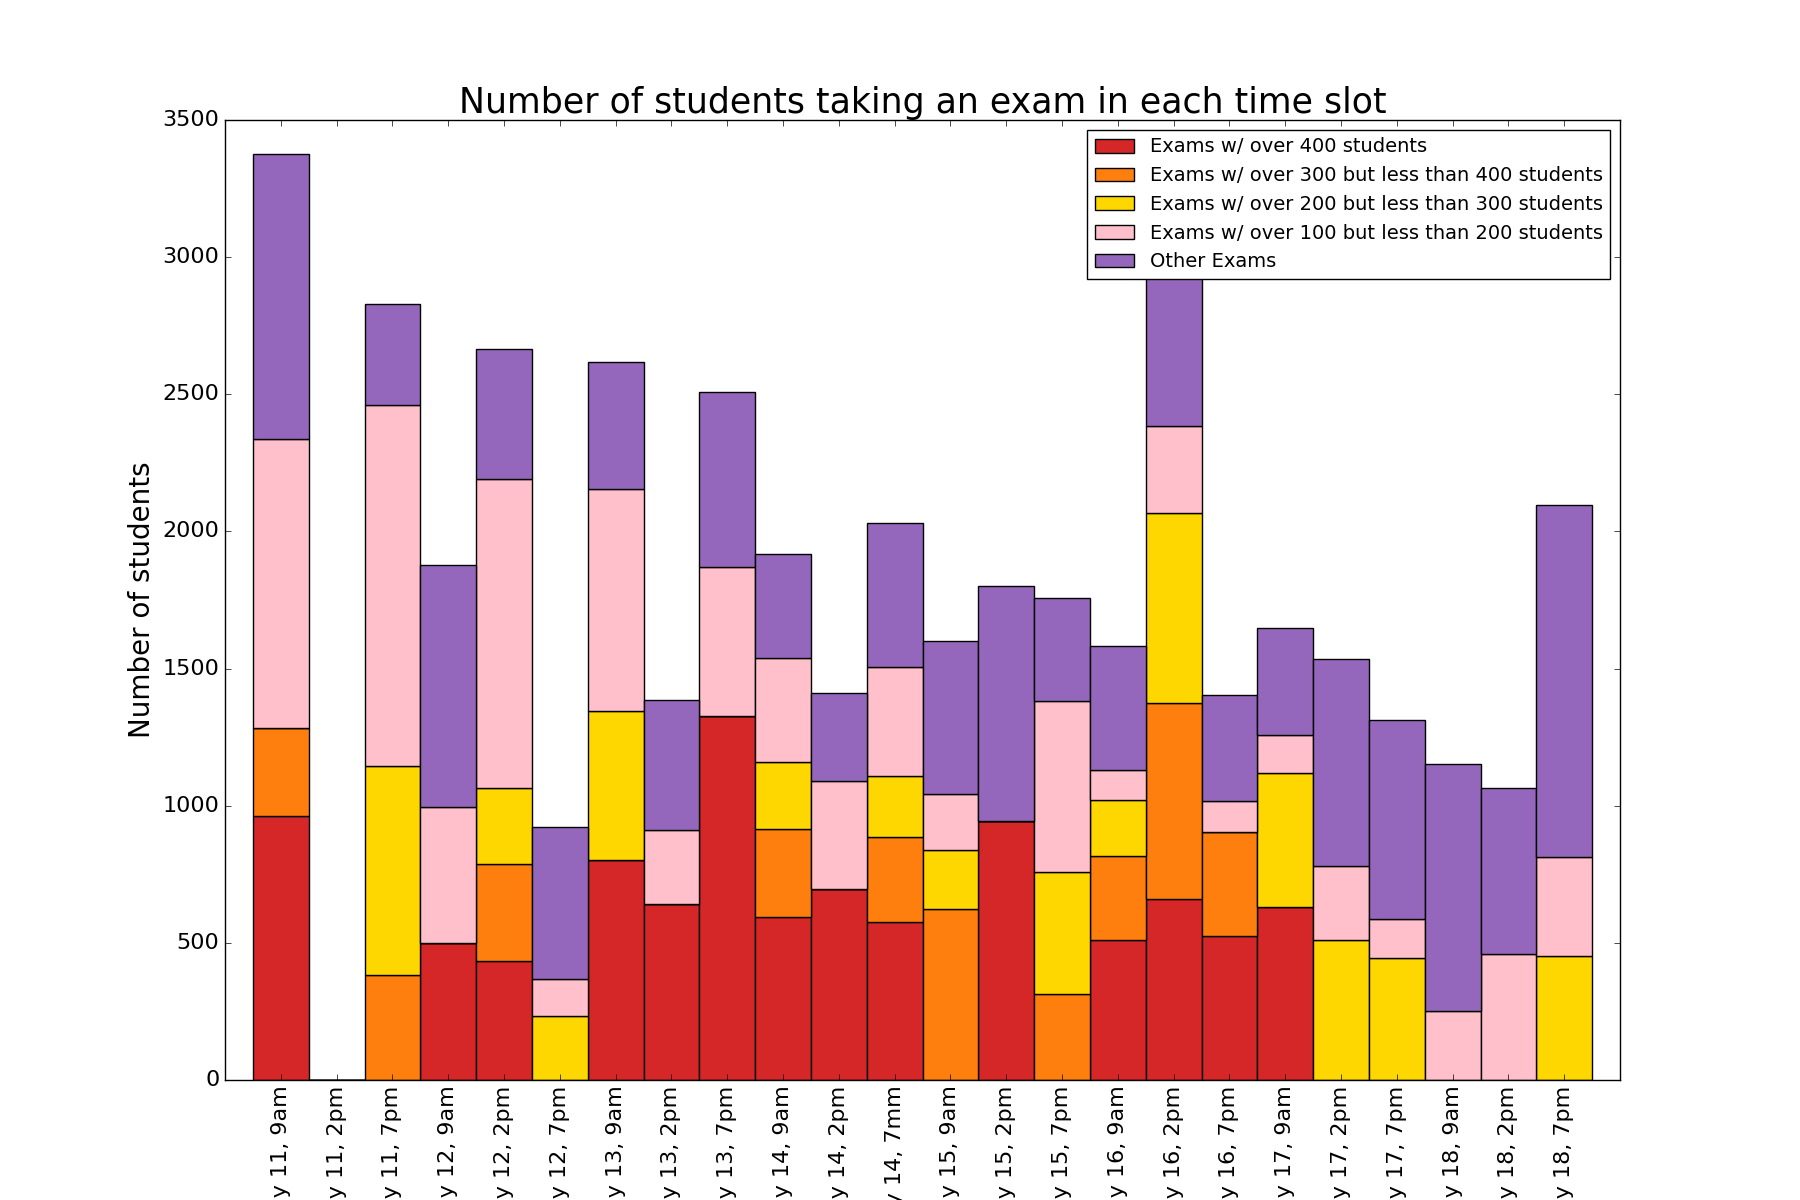 Number of students taking an exam in each time slot
Exams w/ over 400 students
Exams w/ over 300 but less than 400 students
Exams w/ over 200 but less than 300 students
Exams w/ over 100 but less than 200 students
Other Exams
Number of students
3500
3000
2500
2000
1500
1000
500
0
y 11, 9am
y 11, 2pm
y 11, 7pm
y 12, 9am
y 12, 2pm
y 12, 7pm
y 13, 9am
y 13, 2pm
y 13, 7pm
y 14, 9am
y 14, 2pm
y 14, 7mm
y 15, 9am
y 15, 2pm
y 15, 7pm
y 16, 9am
y 16, 2pm
y 16, 7pm
y 17, 9am
y 17, 2pm
y 17, 7pm
y 18, 9am
y 18, 2pm
y 18, 7pm